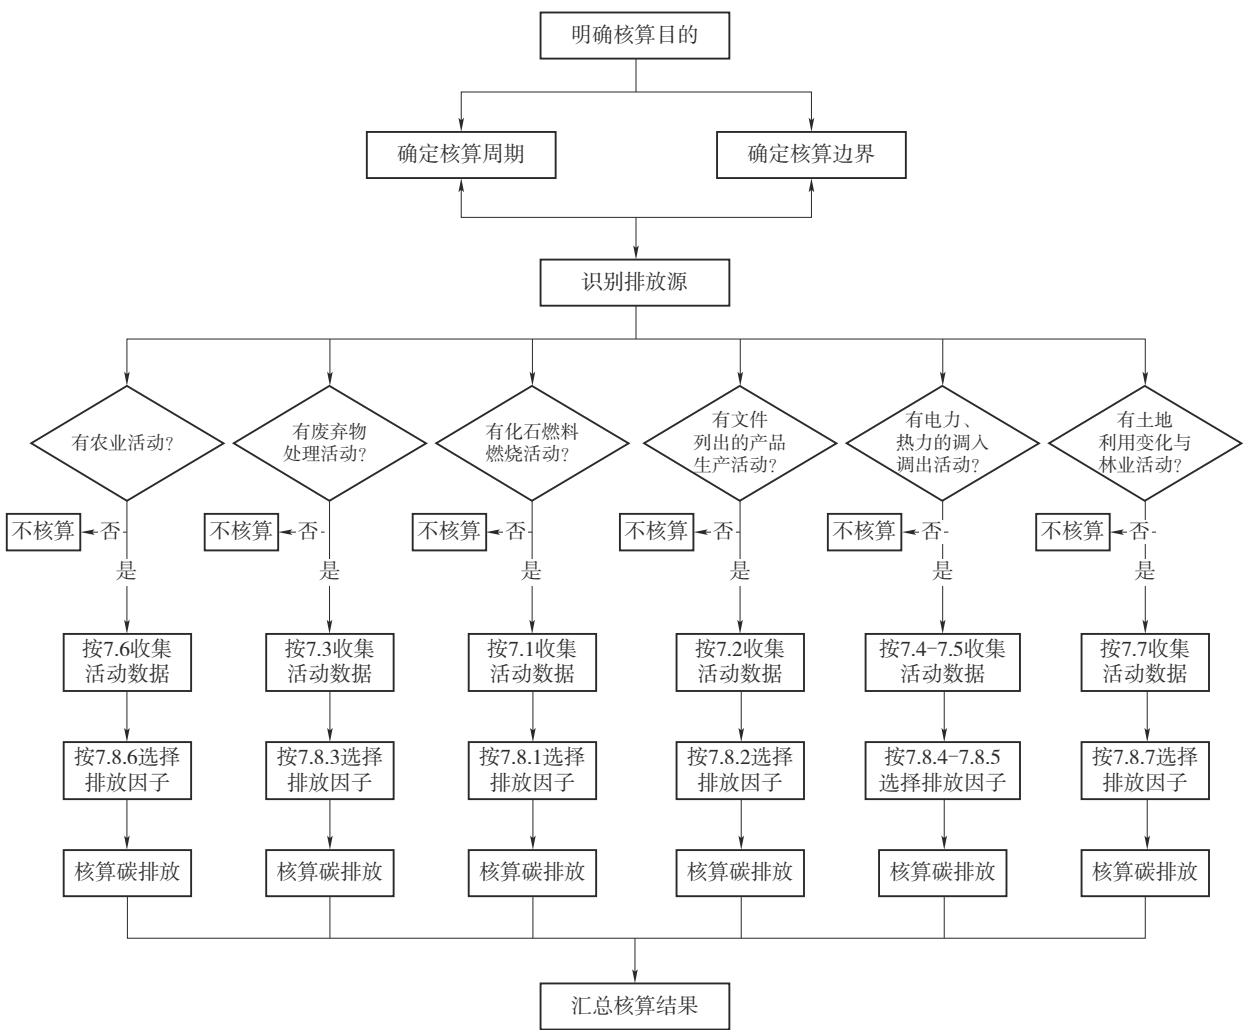 明确核算目的
确定核算周期
确定核算边界
识别排放源
有农业活动?
有废弃物
处理活动?
有化石燃料
燃烧活动?
有文件
列出的产品
生产活动?
有电力、
热力的调入
调出活动?
有土地
利用变化与
林业活动?
不核算
否
不核算
否
不核算
否
不核算
否
不核算
否
不核算
否
是
是
是
是
是
是
按7.6收集
活动数据
按7.3收集
活动数据
按7.1收集
活动数据
按7.2收集
活动数据
按7.4-7.5收集
活动数据
按7.7收集
活动数据
按7.8.6选择
排放因子
按7.8.3选择
排放因子
按7.8.1选择
排放因子
按7.8.2选择
排放因子
按7.8.4-7.8.5
选择排放因子
按7.8.7选择
排放因子
核算碳排放
核算碳排放
核算碳排放
核算碳排放
核算碳排放
核算碳排放
汇总核算结果